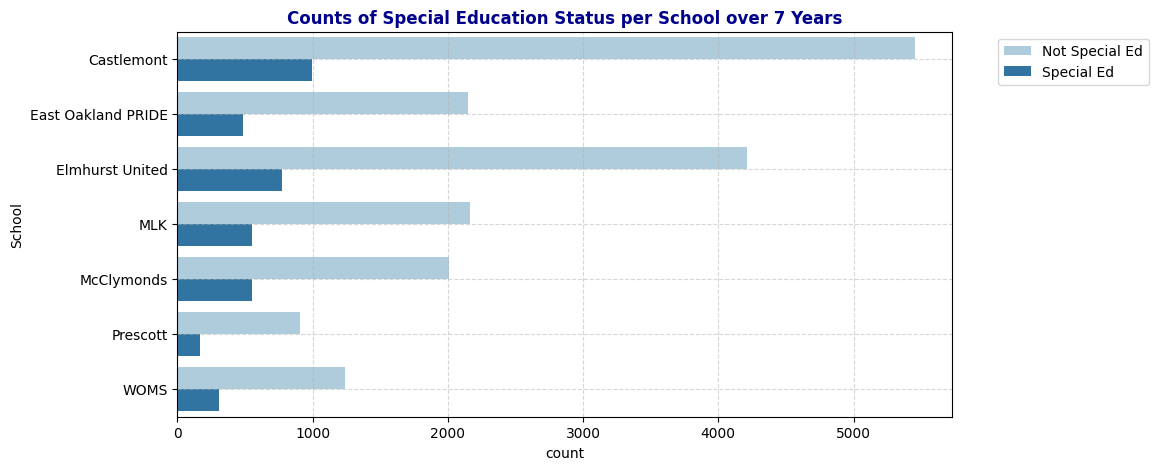 Counts of Special Education Status per School over 7 Years
Not Special Ed
Special Ed
School
Castlemont
East Oakland PRIDE
Elmhurst United
MLK
McClymonds
Prescott
WOMS
0 1000 2000 3000 4000 5000
count